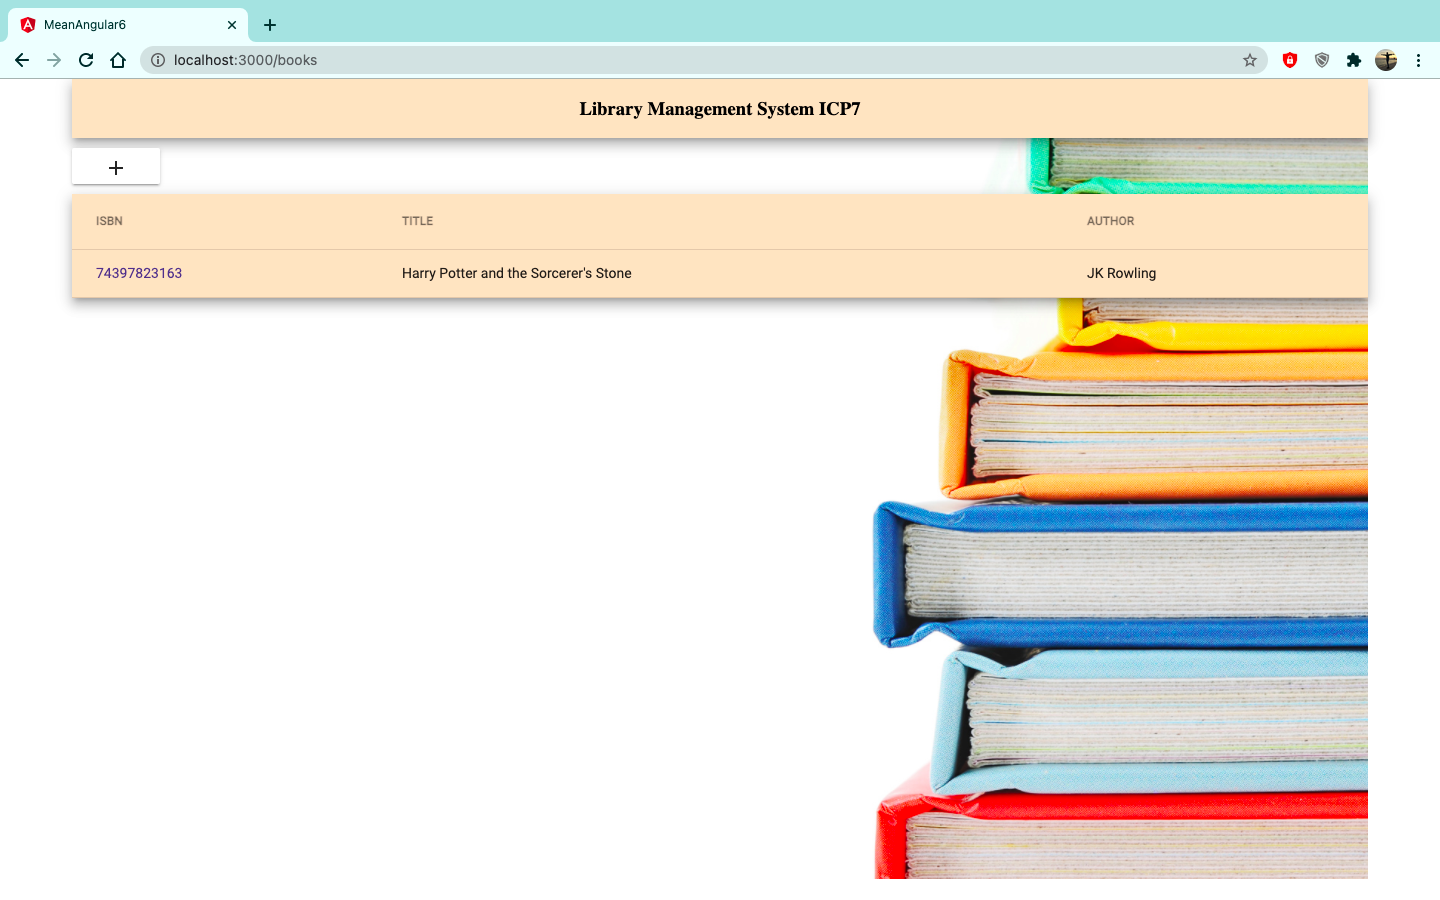 MeanAngular6
localhost:3000/books
Library Management System ICP7
+
ISBN TITLE AUTHOR
74397823163 Harry Potter and the Sorcerer's Stone JK Rowling